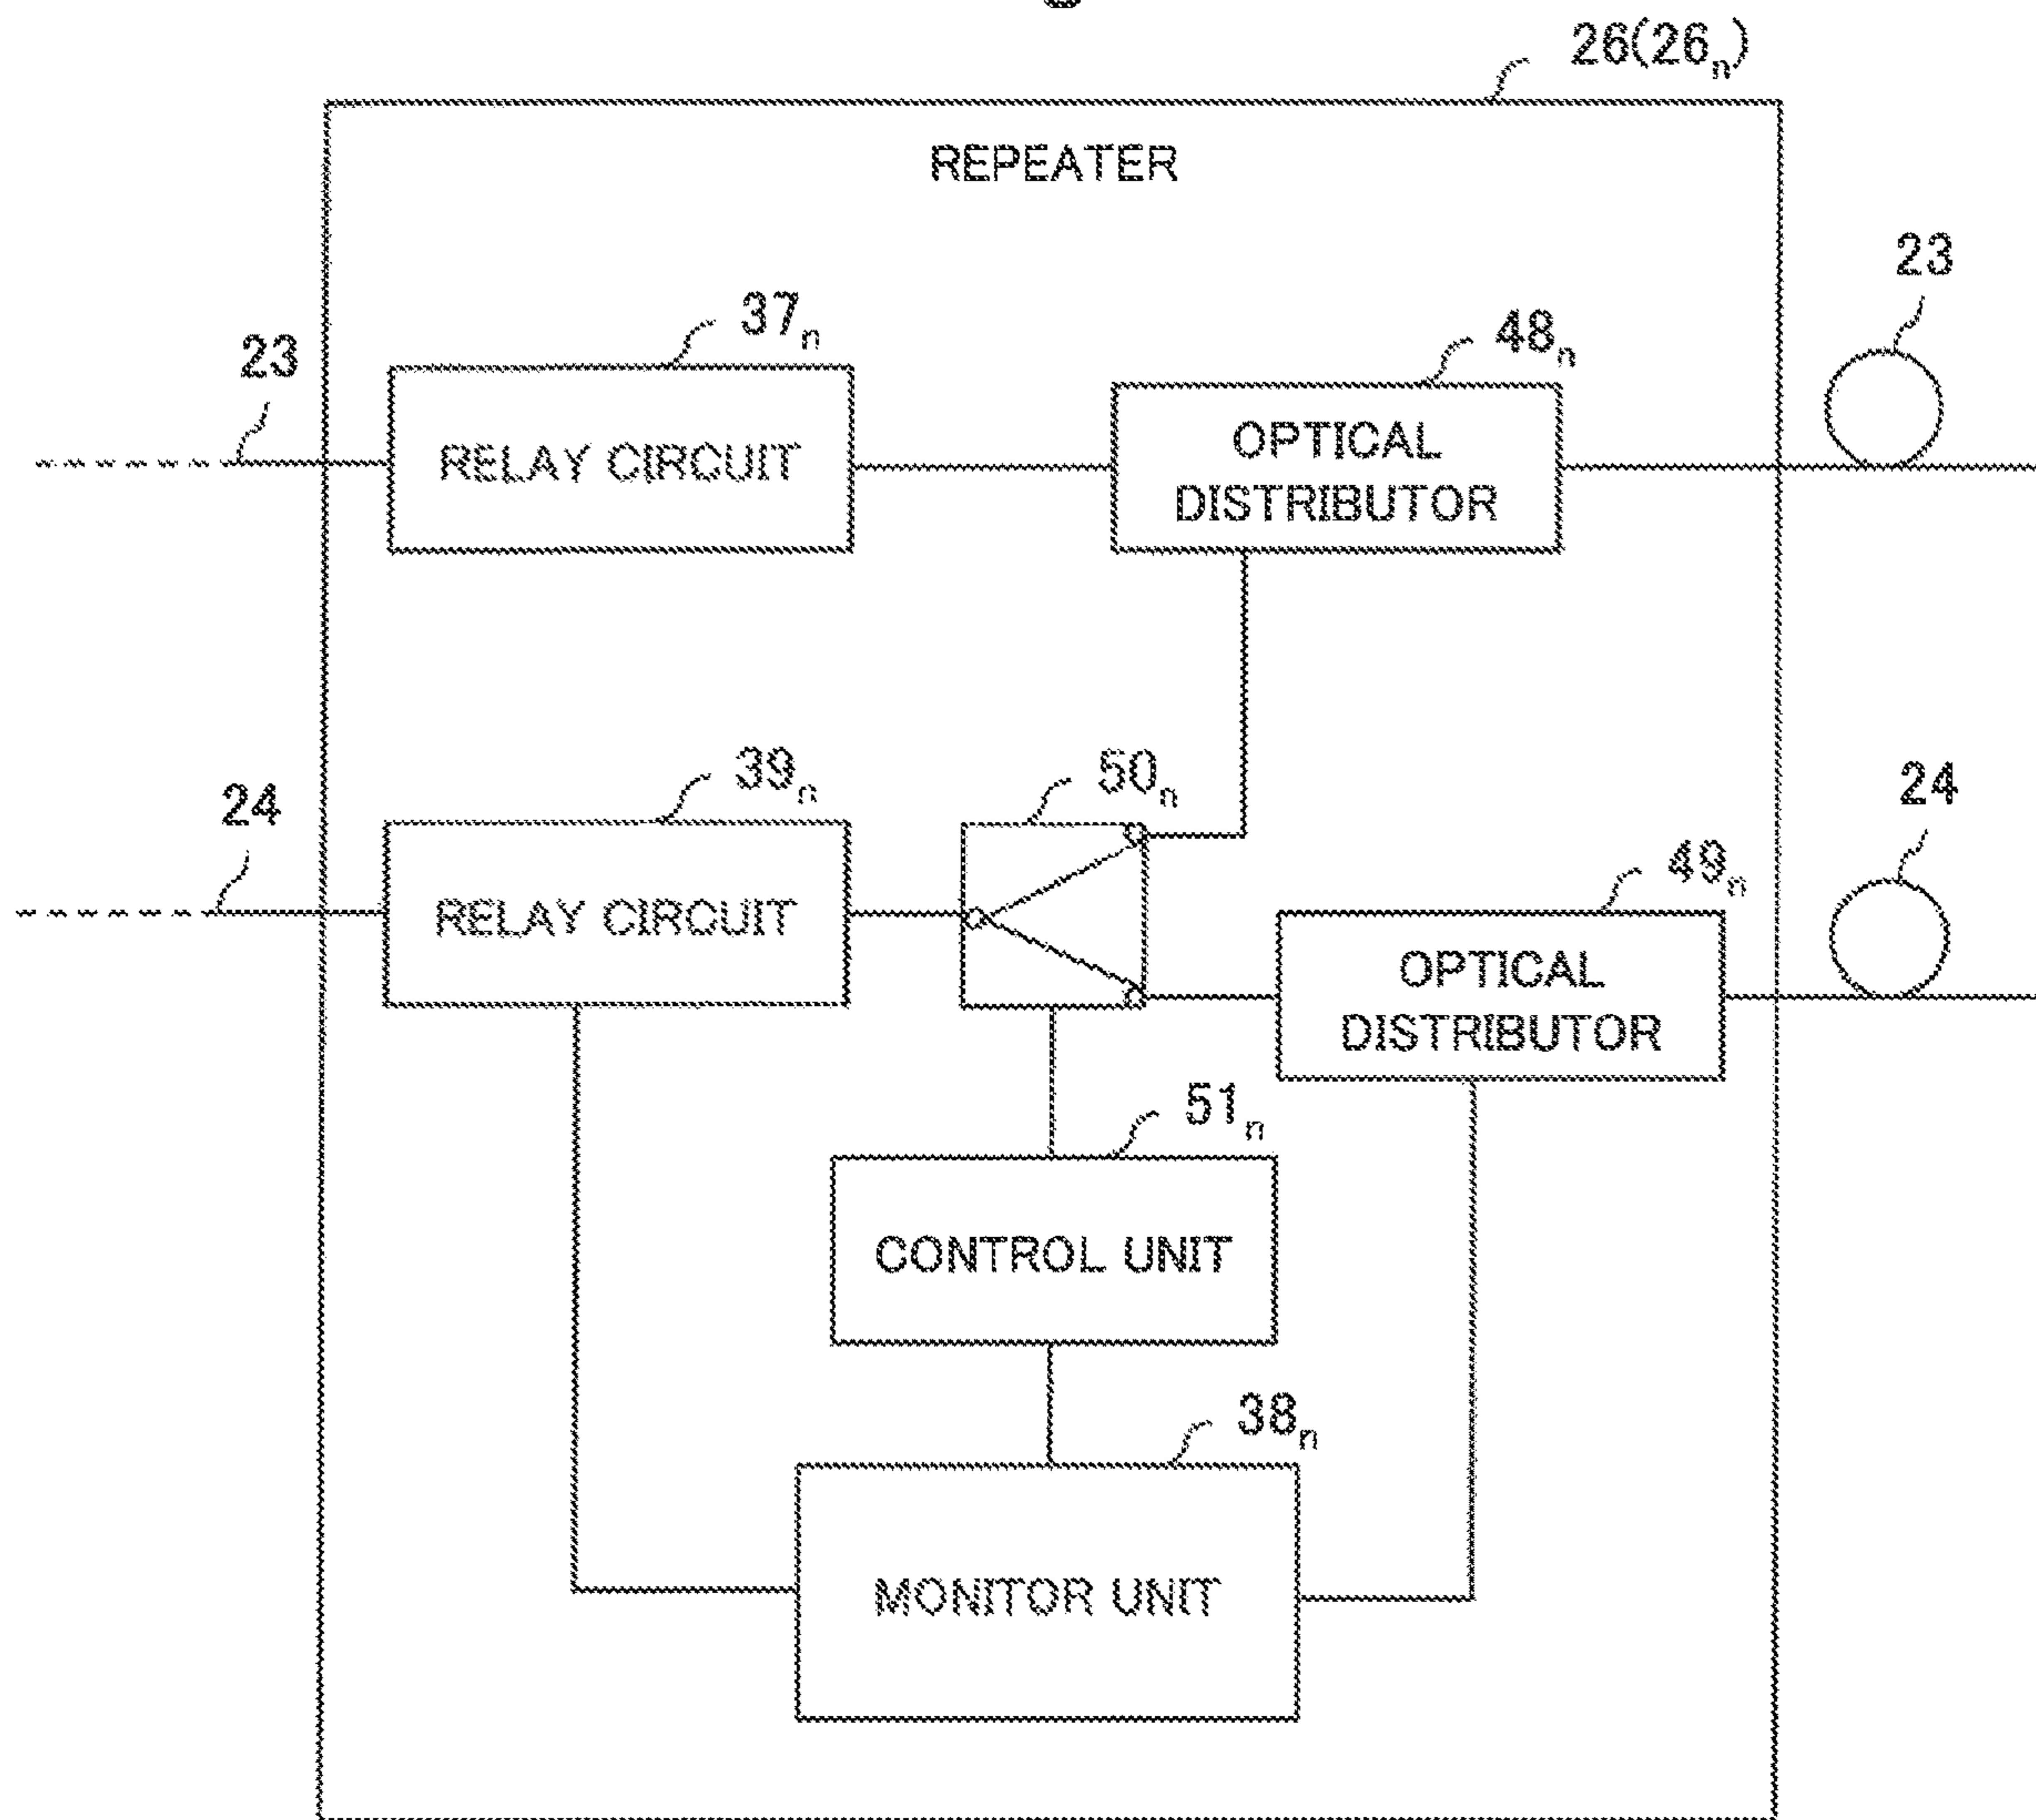 26(26n)
REPEATER
23
37n
48n
23
RELAY CIRCUIT
OPTICAL
DISTRIBUTOR
24
39n
50n
49n
24
RELAY CIRCUIT
OPTICAL
DISTRIBUTOR
51n
CONTROL UNIT
38n
MONITOR UNIT